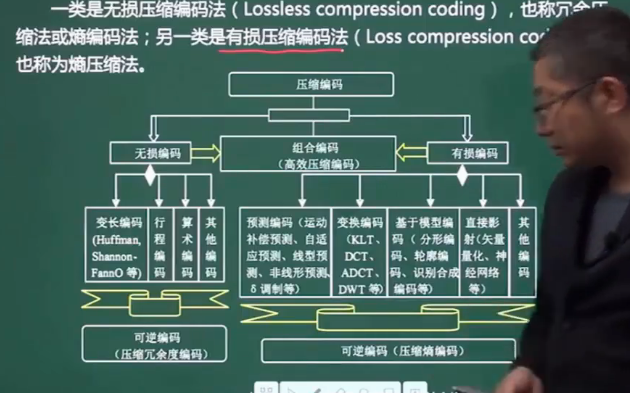 一类是无损压缩编码法（Lossless compression coding），也称冗余压
缩法或熵编码法；另一类是有损压缩编码法（Loss compression
也称为熵压缩法。
压缩编码
无损编码
组合编码
（高效压缩编码）
有损编码
变长编码
(Huffman,
Shannon-
FannO 等)
行程编码
算术编码
其他编码
预测编码（运动
补偿预测、自适
应预测、线型预
测、非线形预测、
δ 调制等）
变换编码
（KLT、
DCT、
ADCT、
DWT 等）
基于模型编
码（ 分形编
码、轮廓编
码、识别合成
编码等）
直接影
射（矢量
量化、神
经网络
等）
其他编码
可逆编码
（压缩冗余度编码）
可逆编码（压缩熵编码）